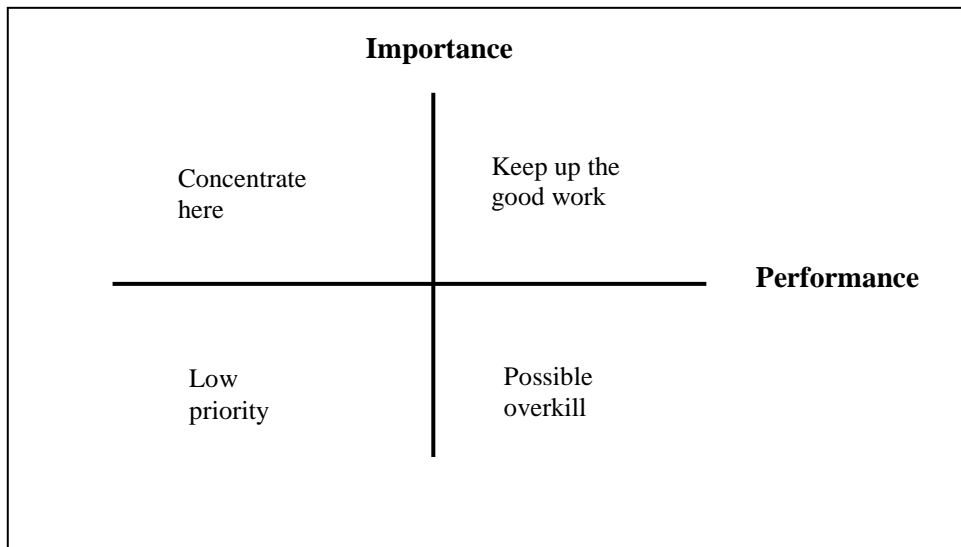 Importance
Concentrate
here
Keep up the
good work
Performance
Low
priority
Possible
overkill